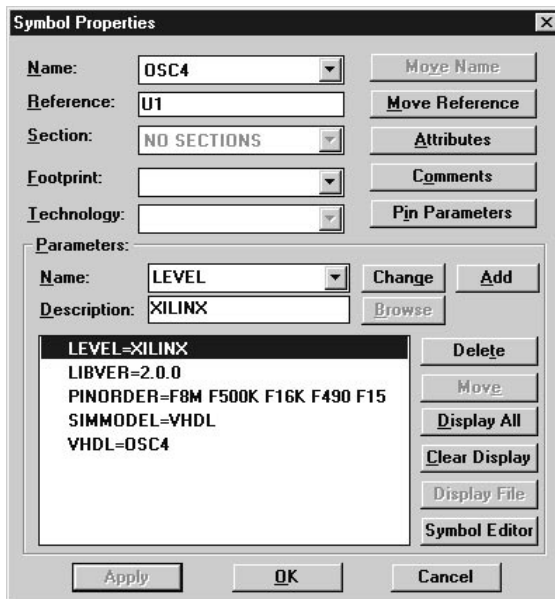 Symbol Properties
Name: OSC4 Move Name
Reference: U1 Move Reference
Section: NO SECTIONS Attributes
Footprint: Comments
Technology: Pin Parameters
Parameters:
Name: LEVEL Change Add
Description: XILINX Browse
LEVEL=XILINX Delete
LIBVER=2.0.0
PINORDER=F8M F500K F16K F490 F15 Move
SIMMODEL=VHDL Display All
VHDL=OSC4 Clear Display
Display File
Symbol Editor
Apply OK Cancel